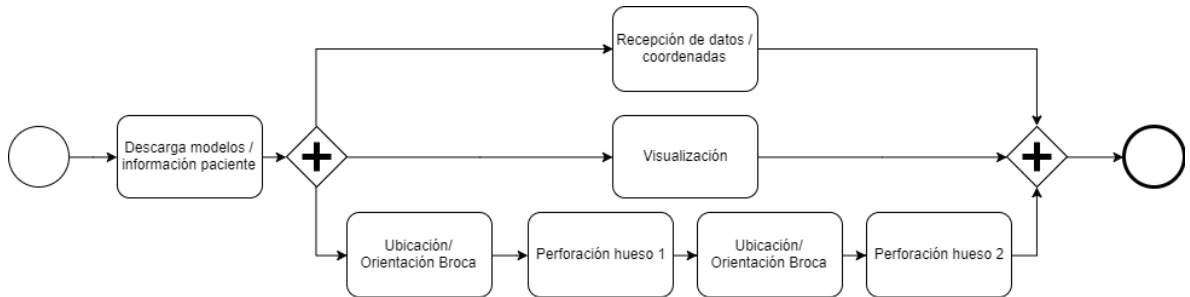 Recepción de datos /
coordenadas
Descarga modelos /
información paciente
Visualización
Ubicación/
Orientación Broca
Perforación hueso 1
Ubicación/
Orientación Broca
Perforación hueso 2